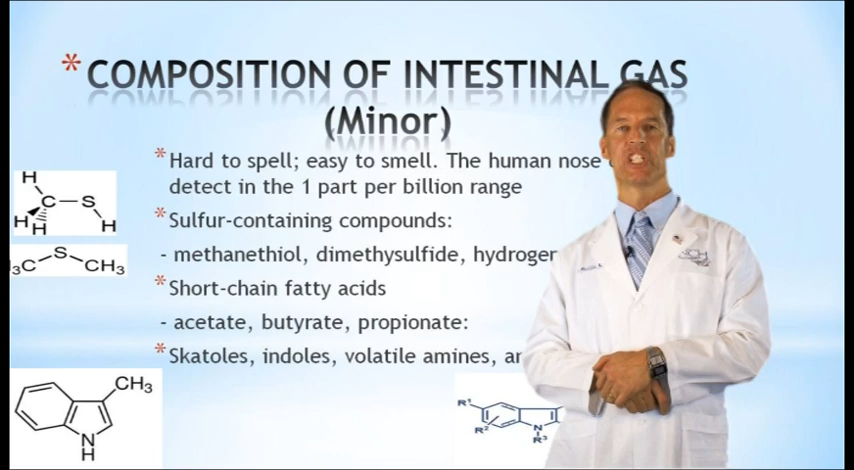 * COMPOSITION OF INTESTINAL GAS
(Minor)
* Hard to spell; easy to smell. The human nose
detect in the 1 part per billion range
* Sulfur-containing compounds:
- methanethiol, dimethysulfide,
* Short-chain fatty acids
- acetate, butyrate, propionate:
* Skatoles, indoles, volatile amines,
H
C S
H H H
S
3C CH3
CH3
N
H
R1
R2 N
R3